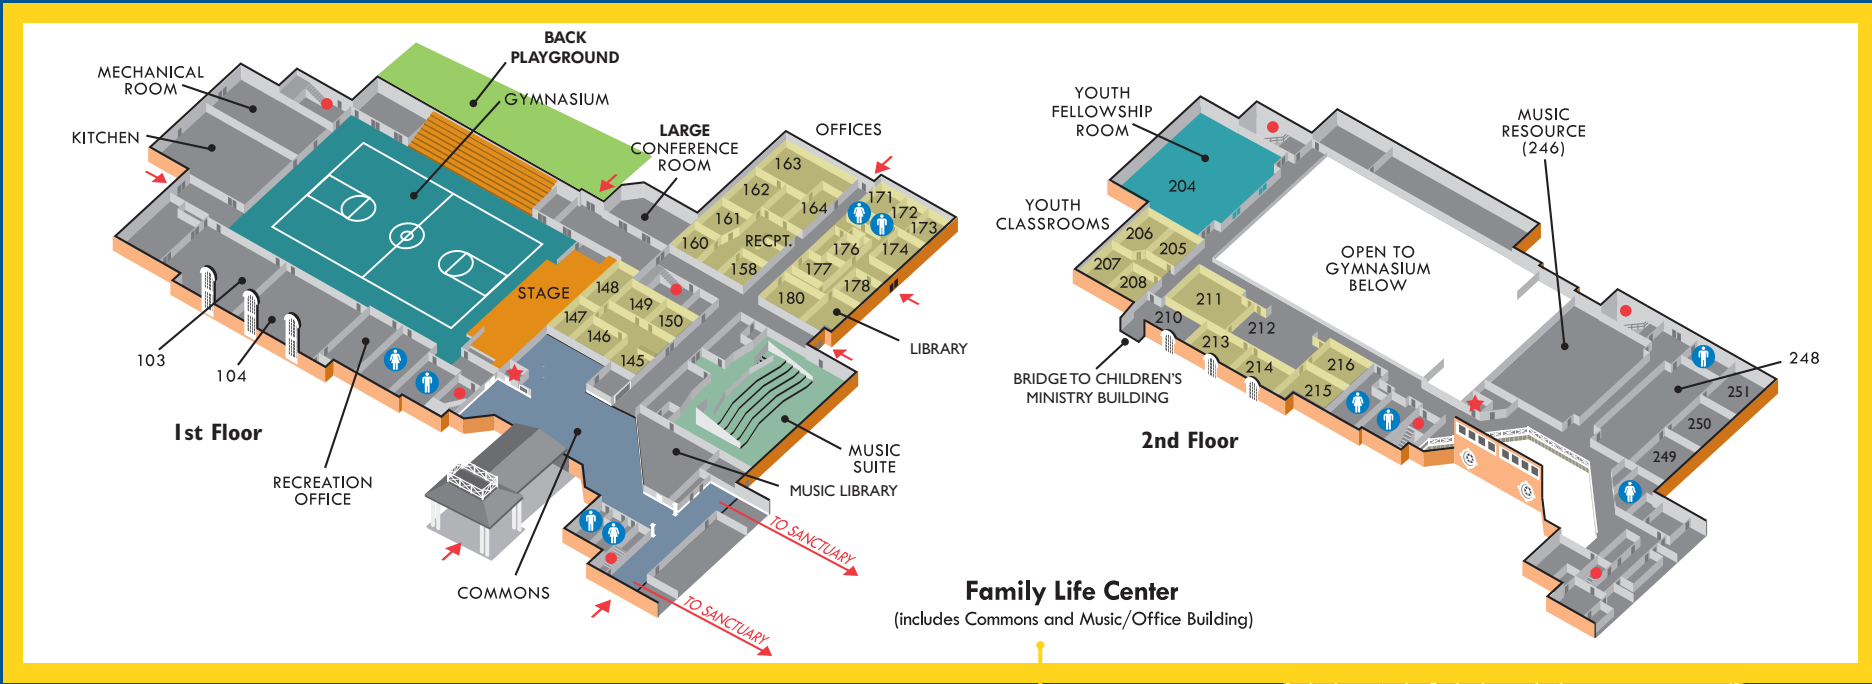 BACK
PLAYGROUND
MECHANICAL
ROOM
GYMNASIUM
KITCHEN
LARGE
CONFERENCE
ROOM
OFFICES
163
162
164
161
160
RECPT.
158
171
172
173
174
176
177
178
180
LIBRARY
STAGE
148
149
147
150
146
145
103
104
1st Floor
RECREATION
OFFICE
MUSIC
SUITE
MUSIC LIBRARY
COMMONS
TO SANCTUARY
TO SANCTUARY
YOUTH
FELLOWSHIP
ROOM
204
YOUTH
CLASSROOMS
206
205
207
208
211
210
212
213
214
216
215
MUSIC
RESOURCE
(246)
OPEN TO
GYMNASIUM
BELOW
BRIDGE TO CHILDREN'S
MINISTRY BUILDING
248
251
250
249
2nd Floor
Family Life Center
(includes Commons and Music/Office Building)